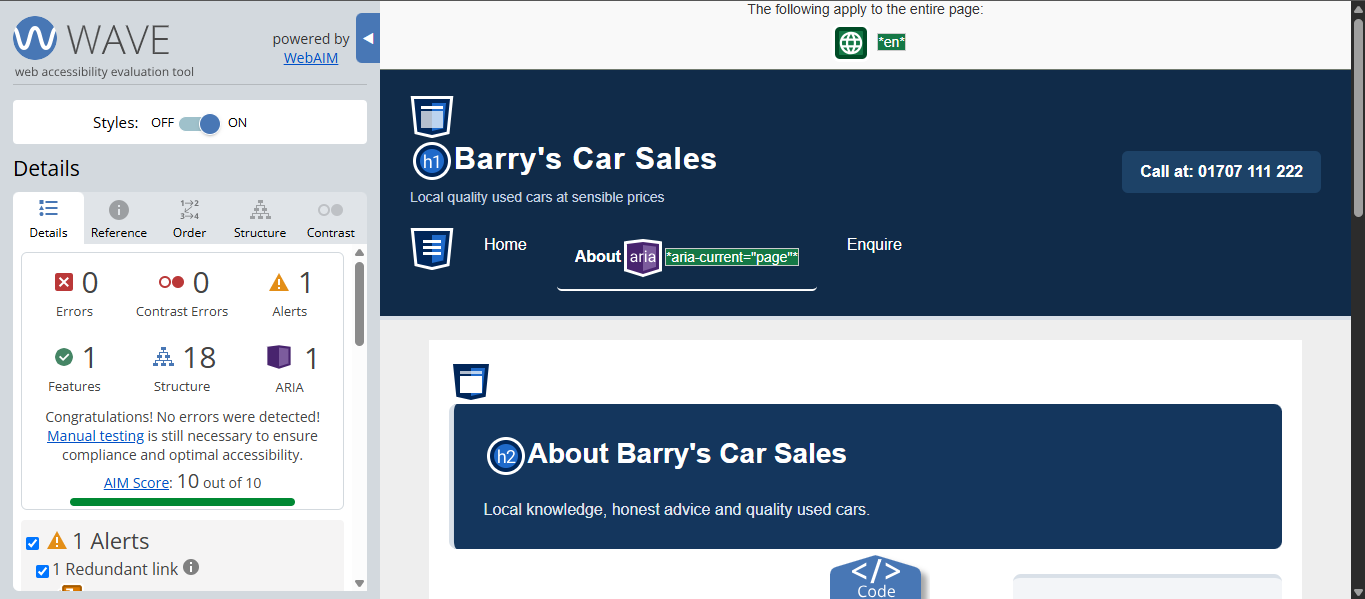 WAVE
web accessibility evaluation tool
powered by
WebAIM
Styles: OFF ON
Details
Details
Reference
Order
Structure
Contrast
0
Errors
0
Contrast Errors
1
Alerts
1
Features
18
Structure
1
ARIA
Congratulations! No errors were detected!
Manual testing is still necessary to ensure
compliance and optimal accessibility.
AIM Score: 10 out of 10
1 Alerts
1 Redundant link
The following apply to the entire page:
*en*
h1 Barry's Car Sales
Local quality used cars at sensible prices
Call at: 01707 111 222
Home
About aria *aria-current="page"*
Enquire
h2 About Barry's Car Sales
Local knowledge, honest advice and quality used cars.
</>
Code